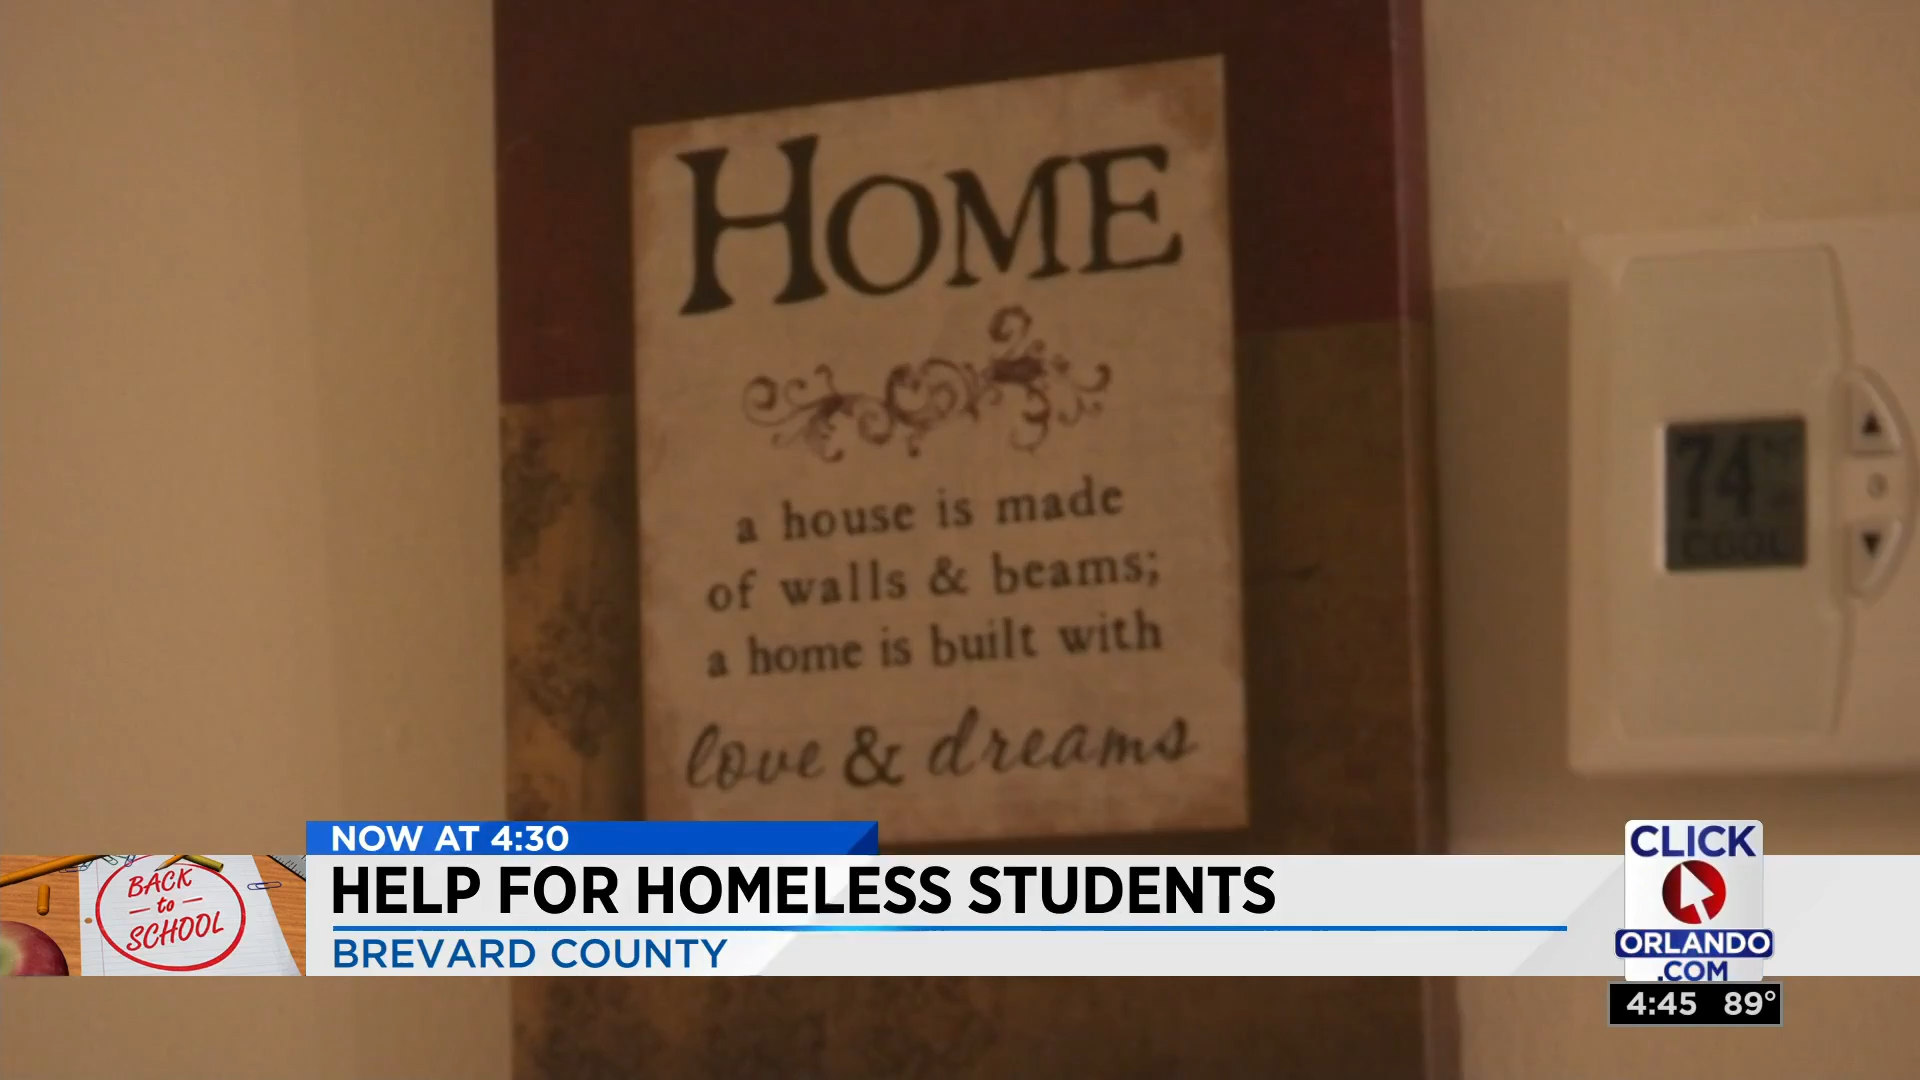 HOME
a house is made
of walls & beams;
a home is built with
love & dreams
74°F
COOL
NOW AT 4:30
HELP FOR HOMELESS STUDENTS
BREVARD COUNTY
BACK
to
SCHOOL
CLICK
ORLANDO
.COM
4:45 89°